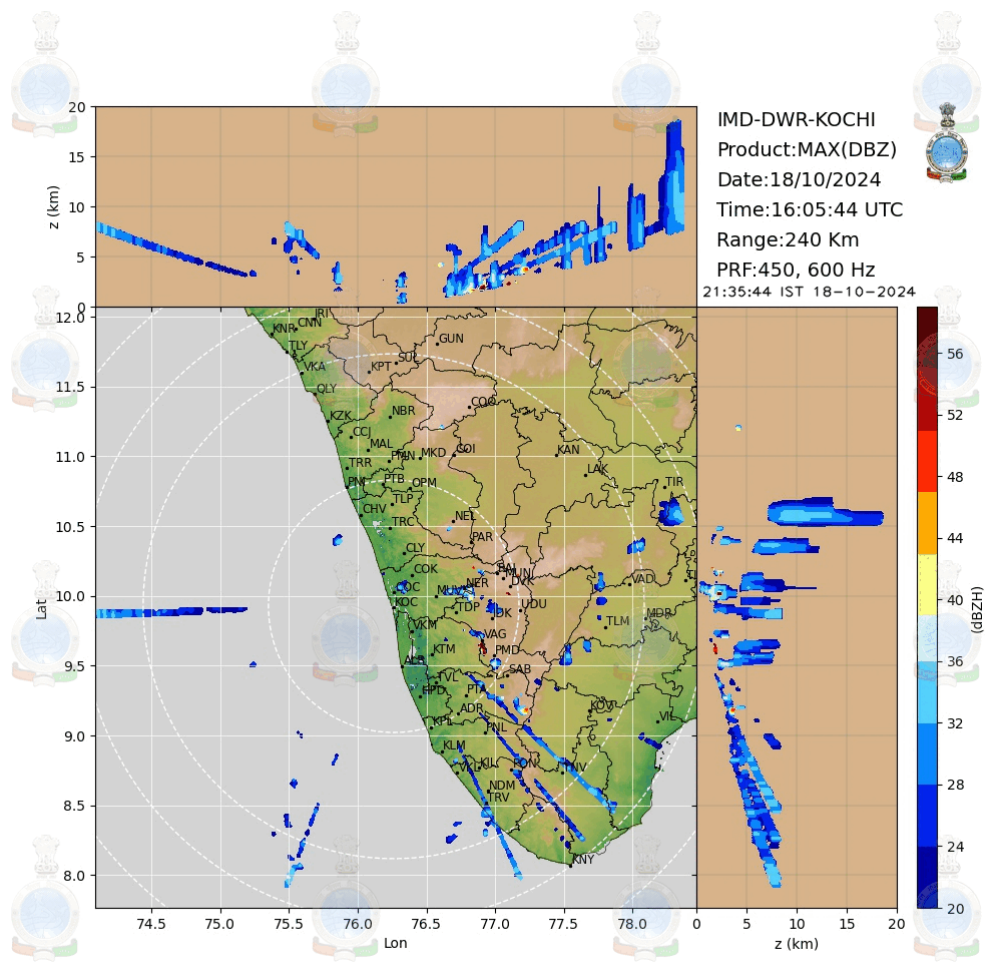 IMD-DWR-KOCHI
Product:MAX(DBZ)
Date:18/10/2024
Time:16:05:44 UTC
Range:240 Km
PRF:450, 600 Hz
21:35:44 IST 18-10-2024
20
15
10
5
0
z (km)
12.0
11.5
11.0
10.5
10.0
9.5
9.0
8.5
8.0
Lat
IRI
CNN
KNR
TLY
GUN
SUL
VKA
KPT
QLY
COO
NBR
KZK
CCJ
MAL
MKD
COI
KAN
PMN
TRR
LAK
PTB
OPM
TIR
TLP
CHV
NEL
TRC
PAR
CLY
COK
MUN
DVK
VAD
NER
COC
MUV
KOC
TDP
IDK
UDU
MDR
VKM
TLM
VAG
KTM
PMD
ALP
SAB
TVL
HPD
PTA
ADR
KOV
KPL
PNL
VIL
KLM
KIL
PON
TNV
NDM
TRV
KNY
74.5 75.0 75.5 76.0 76.5 77.0 77.5 78.0
Lon
0 5 10 15 20
z (km)
56
52
48
44
40
36
32
28
24
20
(dBZH)